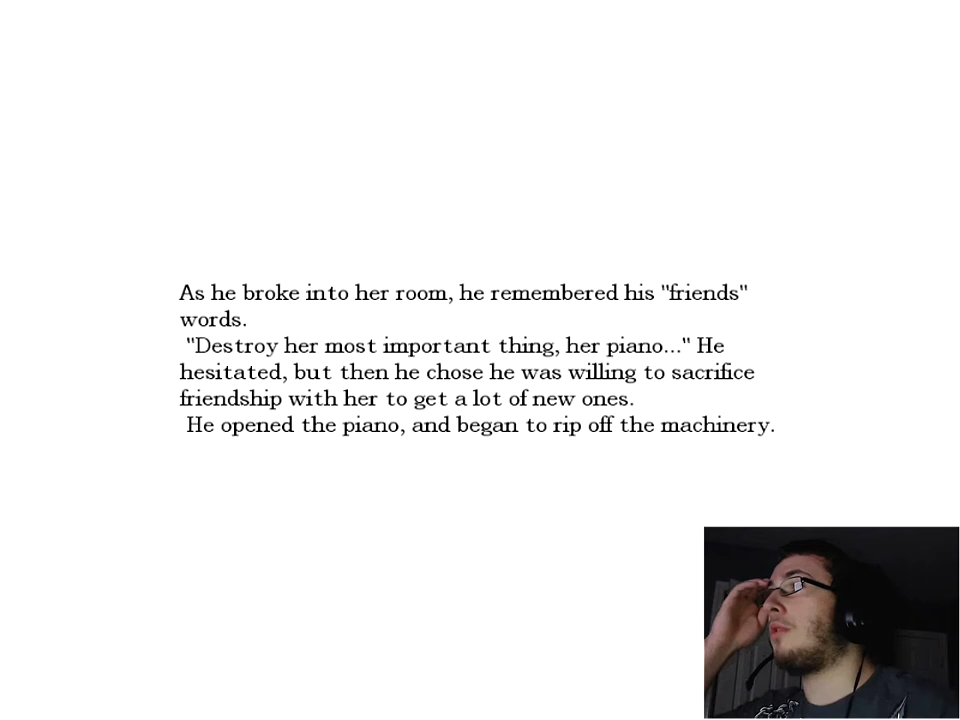 As he broke into her room, he remembered his "friends"
words.
"Destroy her most important thing, her piano..." He
hesitated, but then he chose he was willing to sacrifice
friendship with her to get a lot of new ones.
He opened the piano, and began to rip off the machinery.